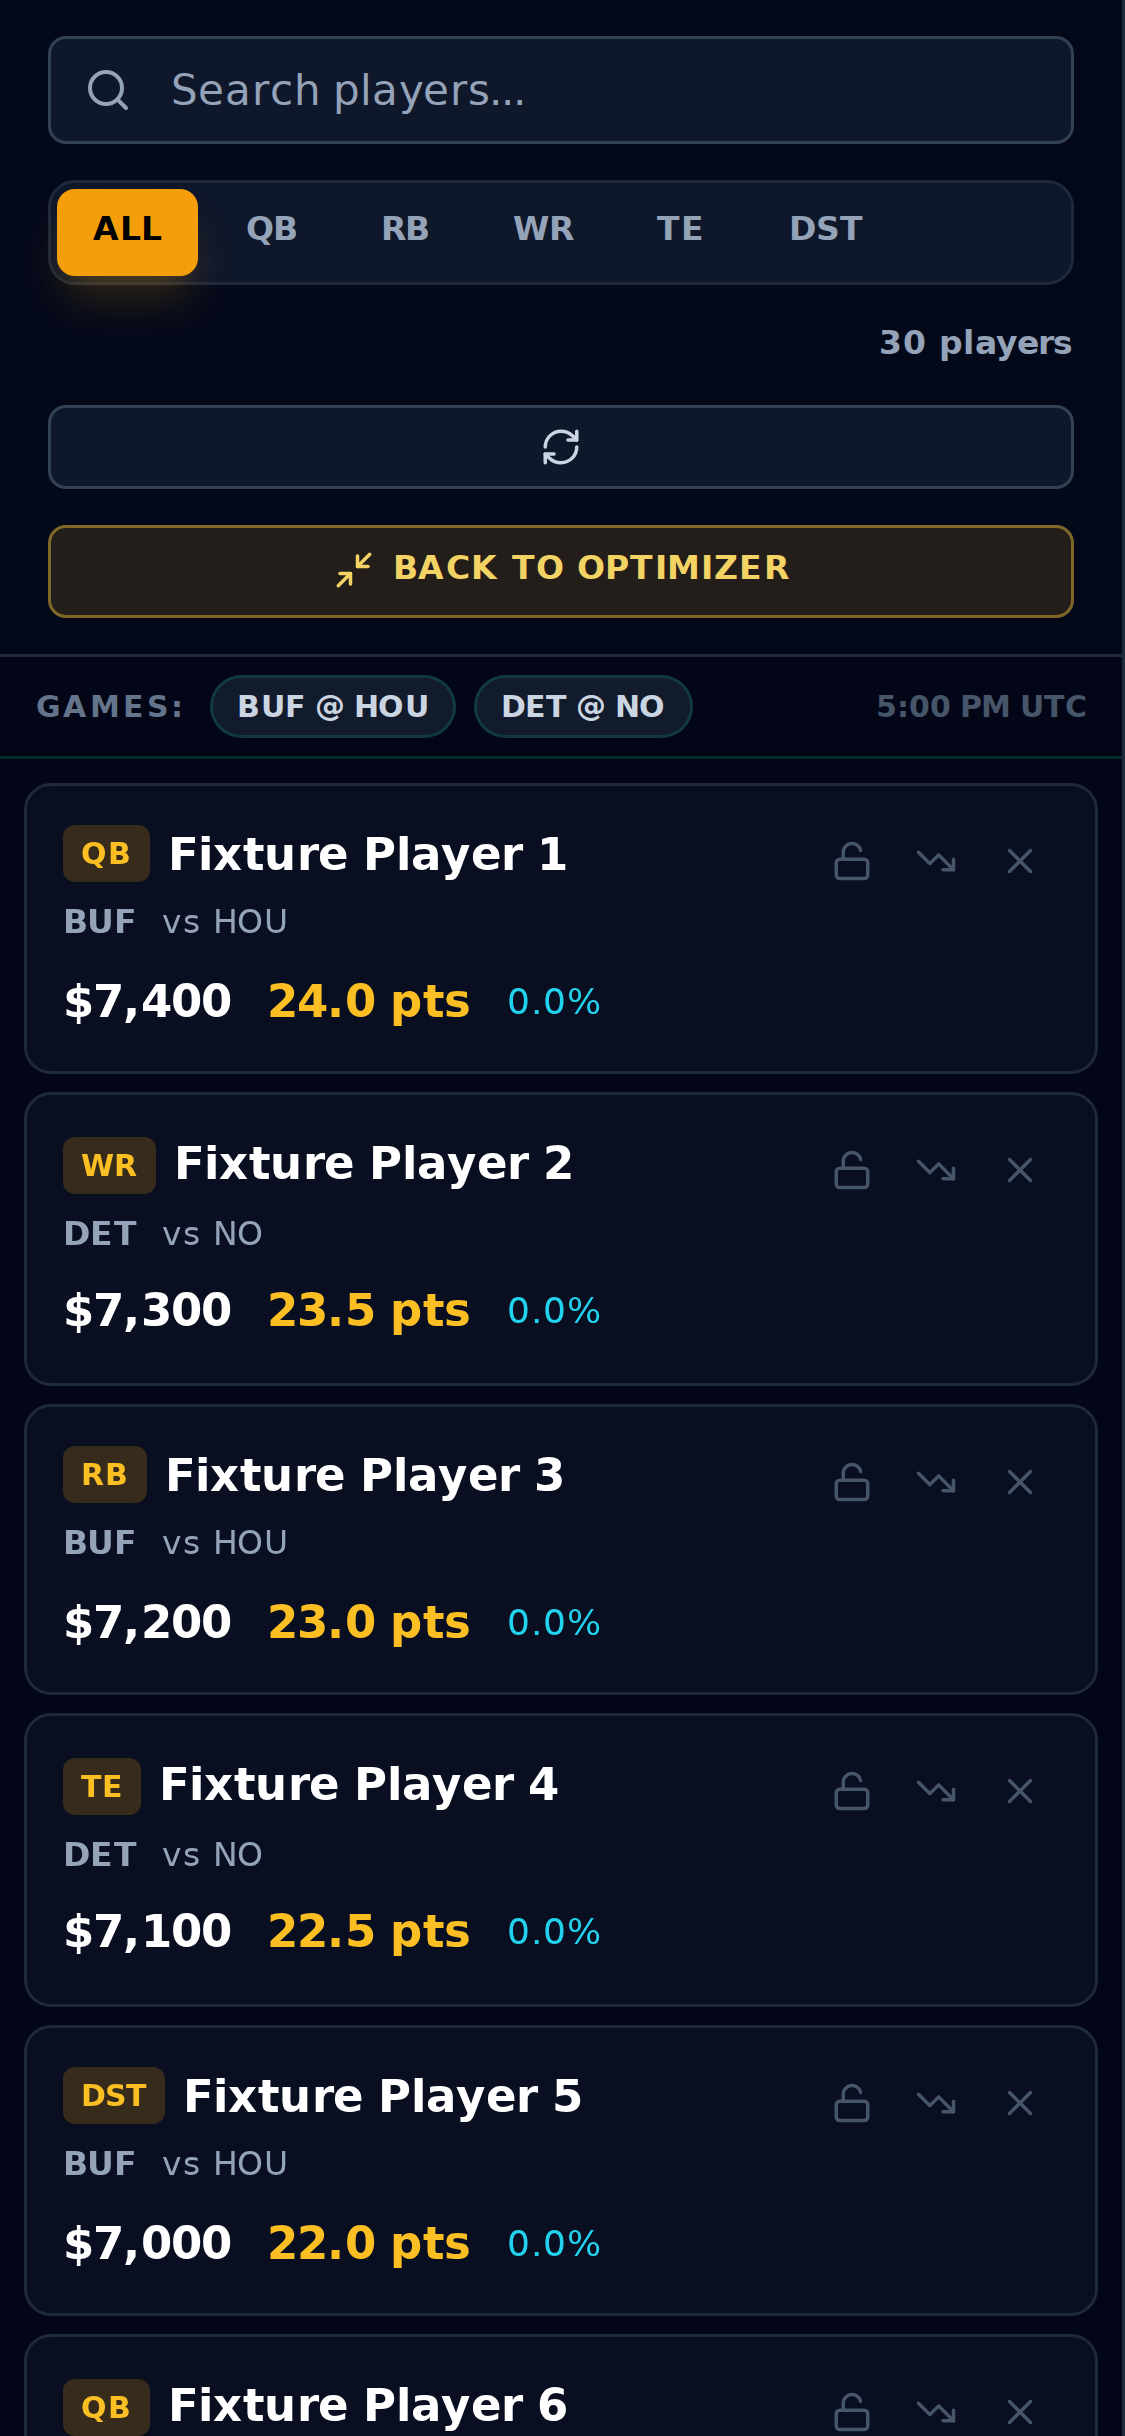 Search players...
ALL QB RB WR TE DST
30 players
BACK TO OPTIMIZER
GAMES: BUF @ HOU DET @ NO 5:00 PM UTC
QB Fixture Player 1
BUF vs HOU
$7,400 24.0 pts 0.0%
WR Fixture Player 2
DET vs NO
$7,300 23.5 pts 0.0%
RB Fixture Player 3
BUF vs HOU
$7,200 23.0 pts 0.0%
TE Fixture Player 4
DET vs NO
$7,100 22.5 pts 0.0%
DST Fixture Player 5
BUF vs HOU
$7,000 22.0 pts 0.0%
QB Fixture Player 6